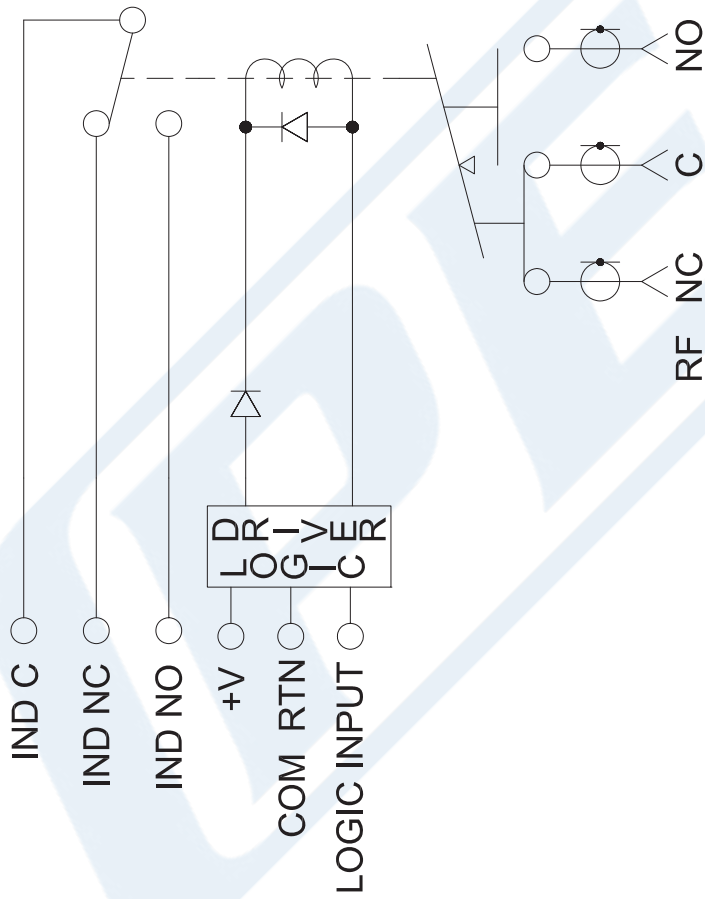 IND C
IND NC
IND NO
+V
COM RTN
LOGIC INPUT
LOGIC
DRIVER
RF NC C NO